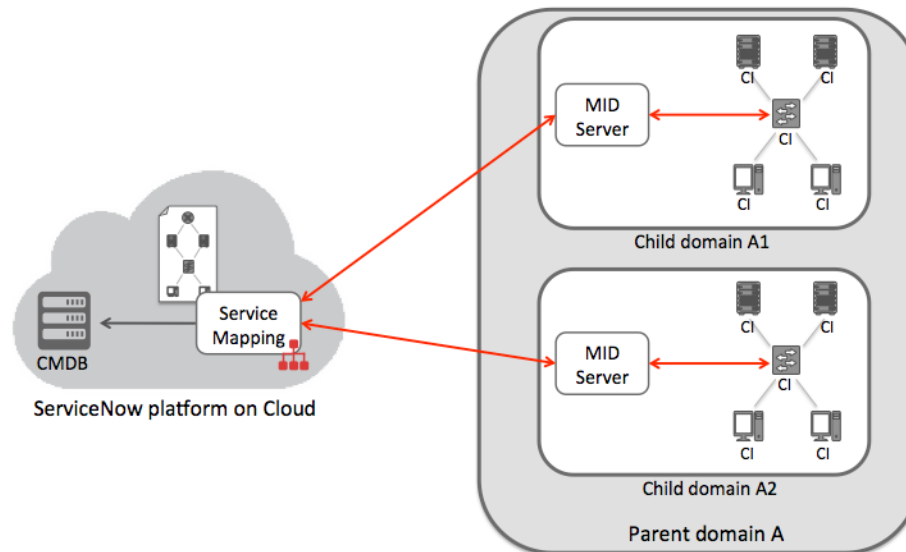 CI
CI
MID
Server
CI
CI
CI
Child domain A1
Service
Mapping
CMDB
ServiceNow platform on Cloud
CI
CI
MID
Server
CI
CI
CI
Child domain A2
Parent domain A